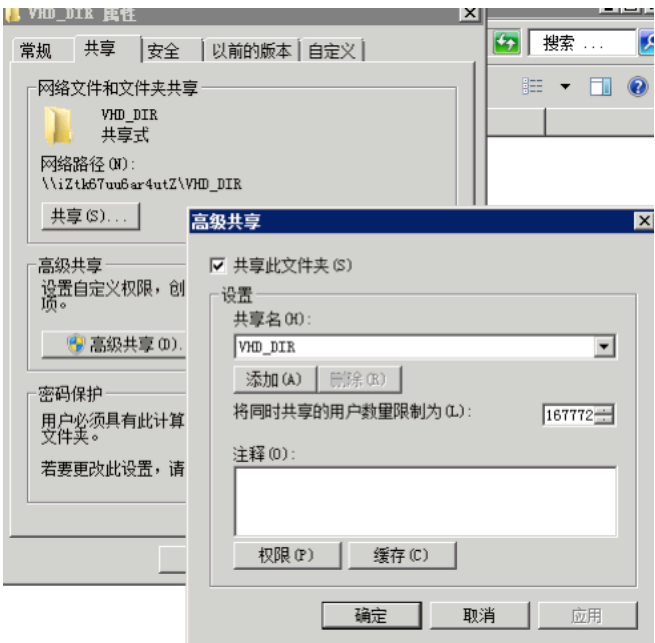 VHD_DIR 属性
常规 共享 安全 以前的版本 自定义
网络文件和文件夹共享
VHD_DIR
共享式
网络路径(N):
\\iZtk67uu6ar4utZ\VHD_DIR
共享(S)...
高级共享
设置自定义权限，创
项。
高级共享(D).
密码保护
用户必须具有此计算
文件夹。
若要更改此设置，请
搜索 ...
高级共享
共享此文件夹(S)
设置
共享名(H):
VHD_DIR
添加(A) 删除(R)
将同时共享的用户数量限制为(L):
167772
注释(O):
权限(P) 缓存(C)
确定 取消 应用